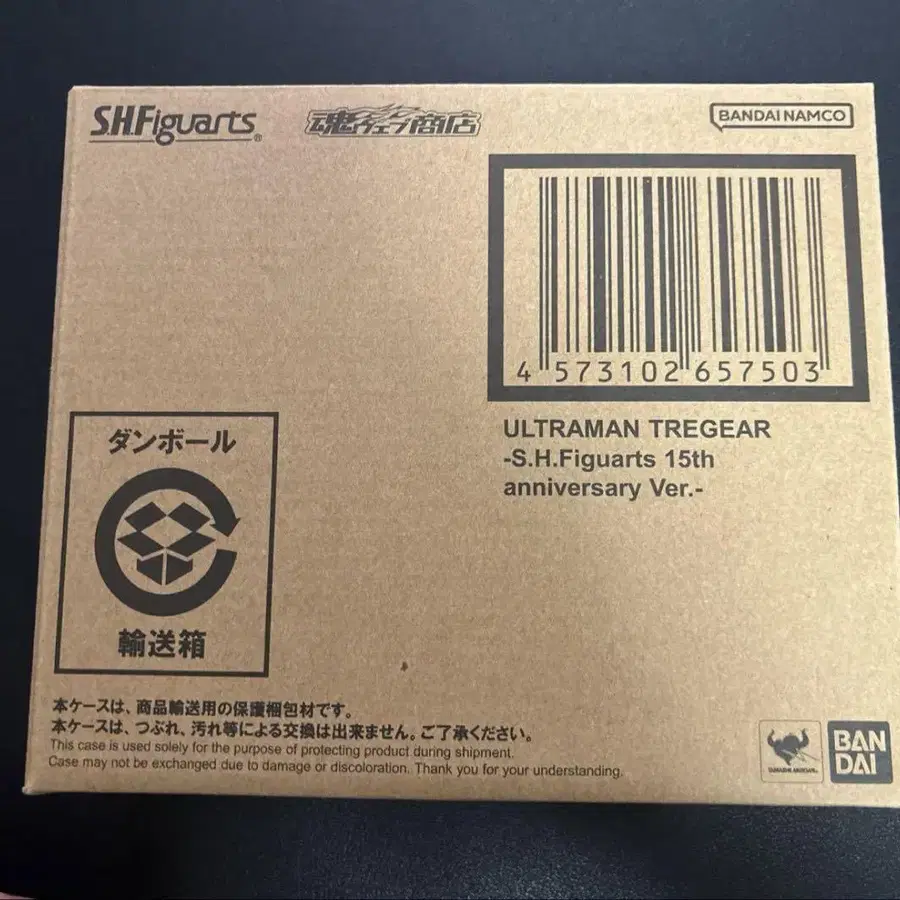 S.H.Figuarts®
魂ウェブ商店
BANDAI NAMCO
4 573102 657503
ULTRAMAN TREGEAR
-S.H.Figuarts 15th
anniversary Ver.-
ダンボール
輸送箱
本ケースは、商品輸送用の保護梱包材です。
本ケースは、つぶれ、汚れ等による交換は出来ません。ご了承ください。
This case is used solely for the purpose of protecting product during shipment.
Case may not be exchanged due to damage or discoloration. Thank you for your understanding.
BAN
DAI